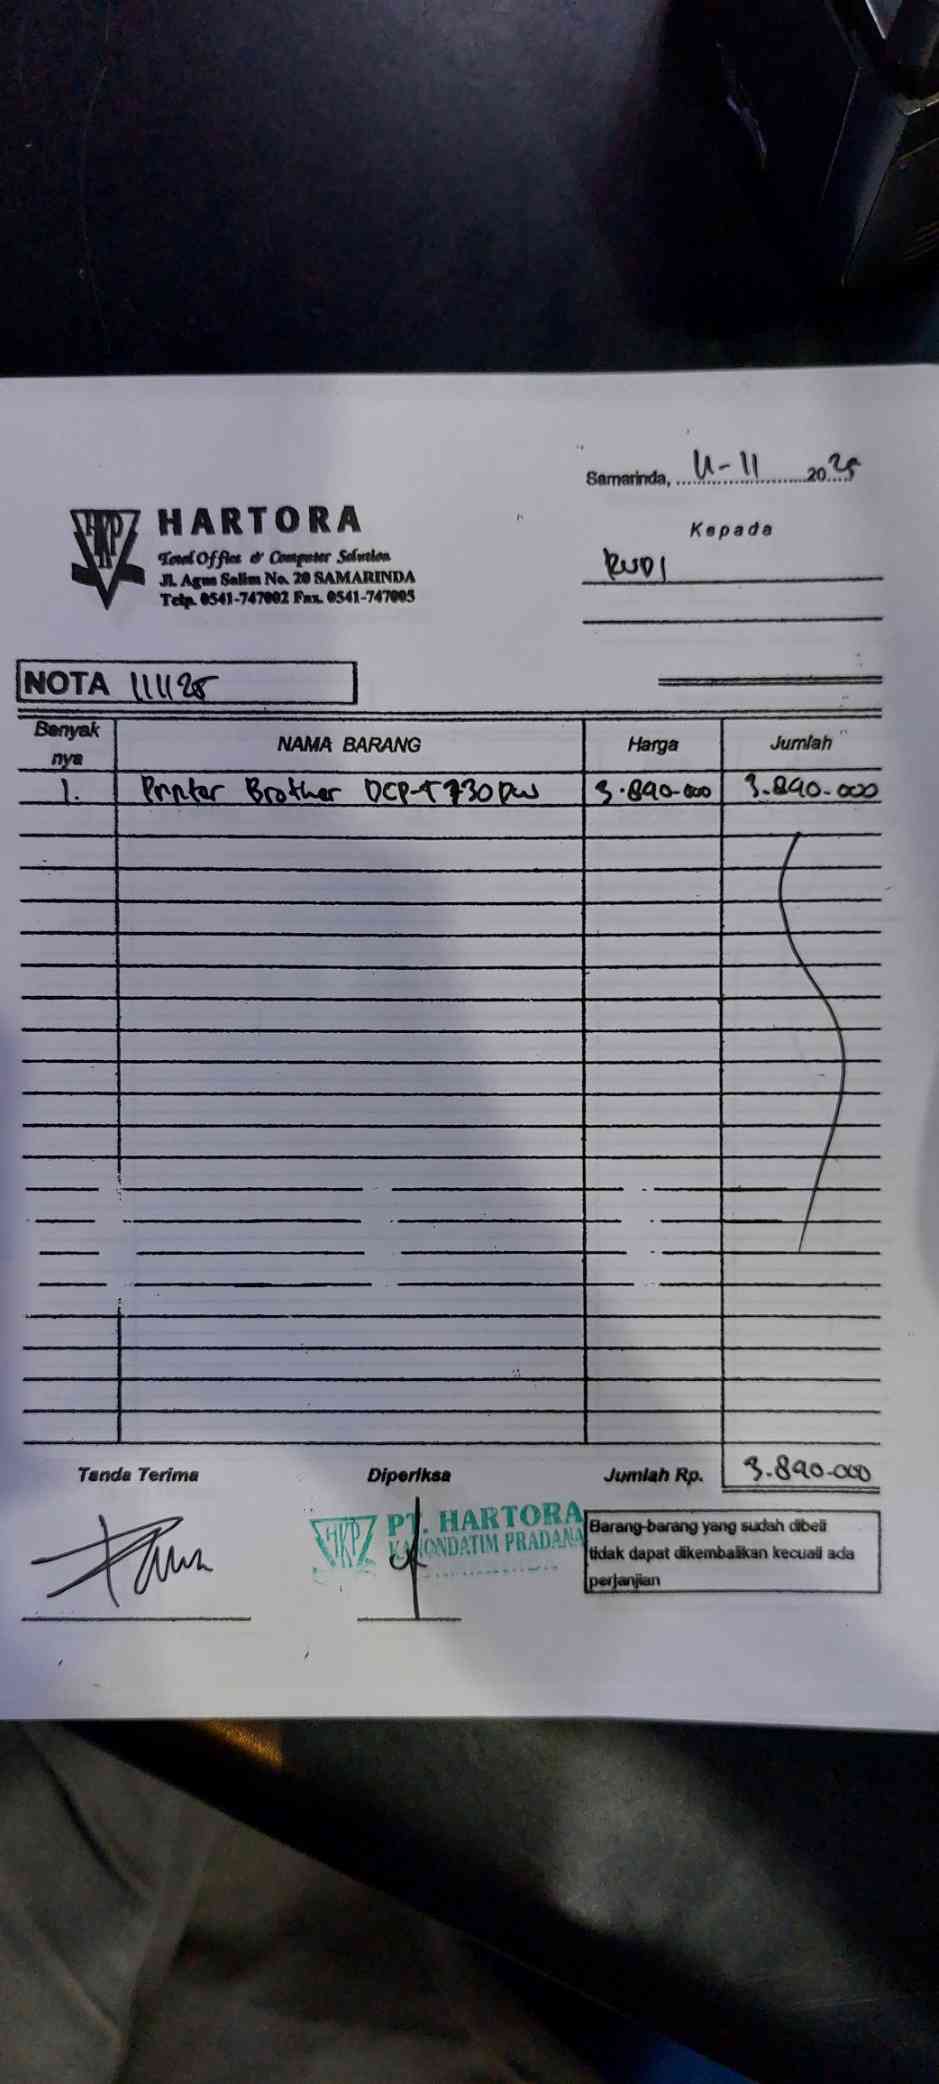 Samarinda, 11-11 2025
HARTORA
Total Office & Computer Solution
Jl. Agus Salim No. 20 SAMARINDA
Telp. 0541-747002 Fax. 0541-747005
Kepada
RUDI
NOTA 111125
Banyak nya NAMA BARANG Harga Jumlah
1. Printer Brother DCP-T730DW 3.890.000 3.890.000
Tanda Terima Diperiksa Jumlah Rp. 3.890.000
HKP PT. HARTORA
KALIONDATIM PRADANA
Barang-barang yang sudah dibeli
tidak dapat dikembalikan kecuali ada
perjanjian